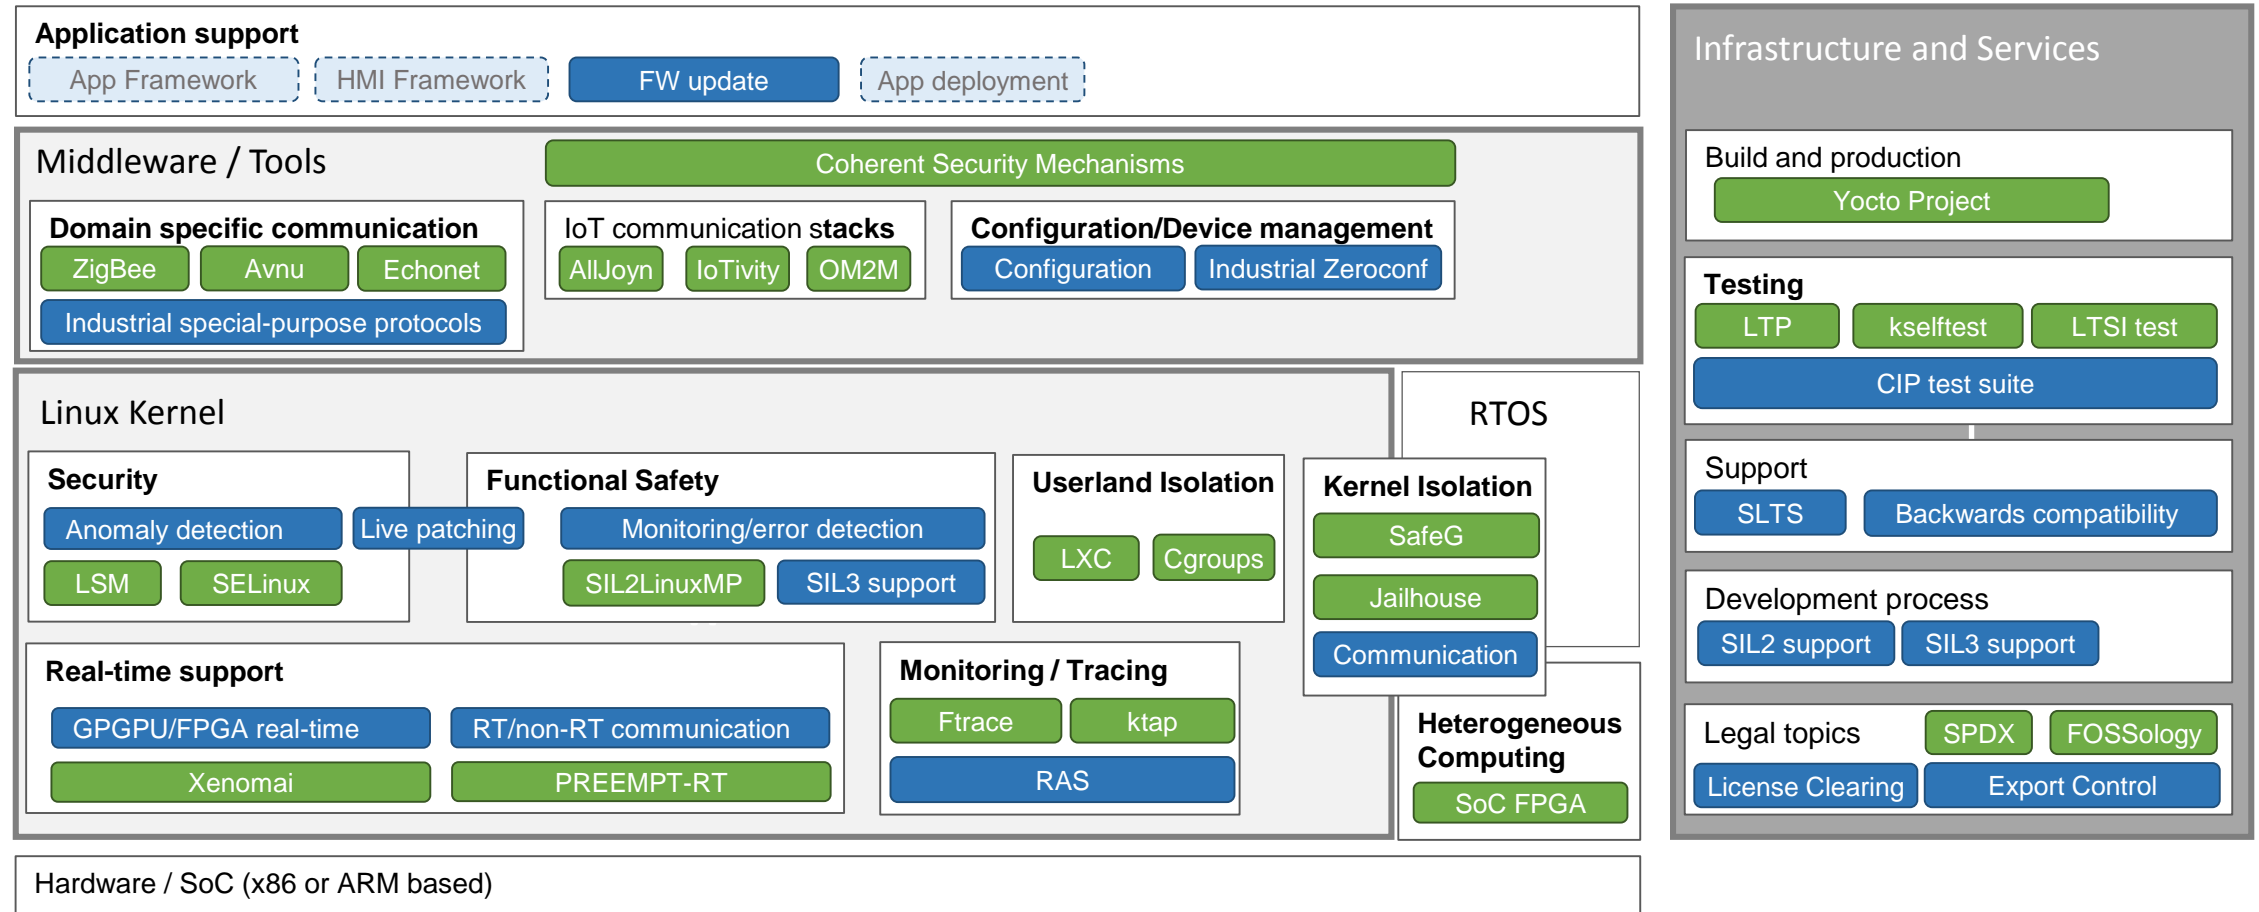 Application support
App Framework
HMI Framework
FW update
App deployment
Middleware / Tools
Coherent Security Mechanisms
Domain specific communication
ZigBee
Avnu
Echonet
Industrial special-purpose protocols
IoT communication stacks
AllJoyn
IoTivity
OM2M
Configuration/Device management
Configuration
Industrial Zeroconf
Linux Kernel
RTOS
Security
Anomaly detection
Live patching
LSM
SELinux
Functional Safety
Monitoring/error detection
SIL2LinuxMP
SIL3 support
Userland Isolation
LXC
Cgroups
Kernel Isolation
SafeG
Jailhouse
Communication
Real-time support
GPGPU/FPGA real-time
RT/non-RT communication
Xenomai
PREEMPT-RT
Monitoring / Tracing
Ftrace
ktap
RAS
Heterogeneous
Computing
SoC FPGA
Hardware / SoC (x86 or ARM based)
Infrastructure and Services
Build and production
Yocto Project
Testing
LTP
kselftest
LTSI test
CIP test suite
Support
SLTS
Backwards compatibility
Development process
SIL2 support
SIL3 support
Legal topics
SPDX
FOSSology
License Clearing
Export Control